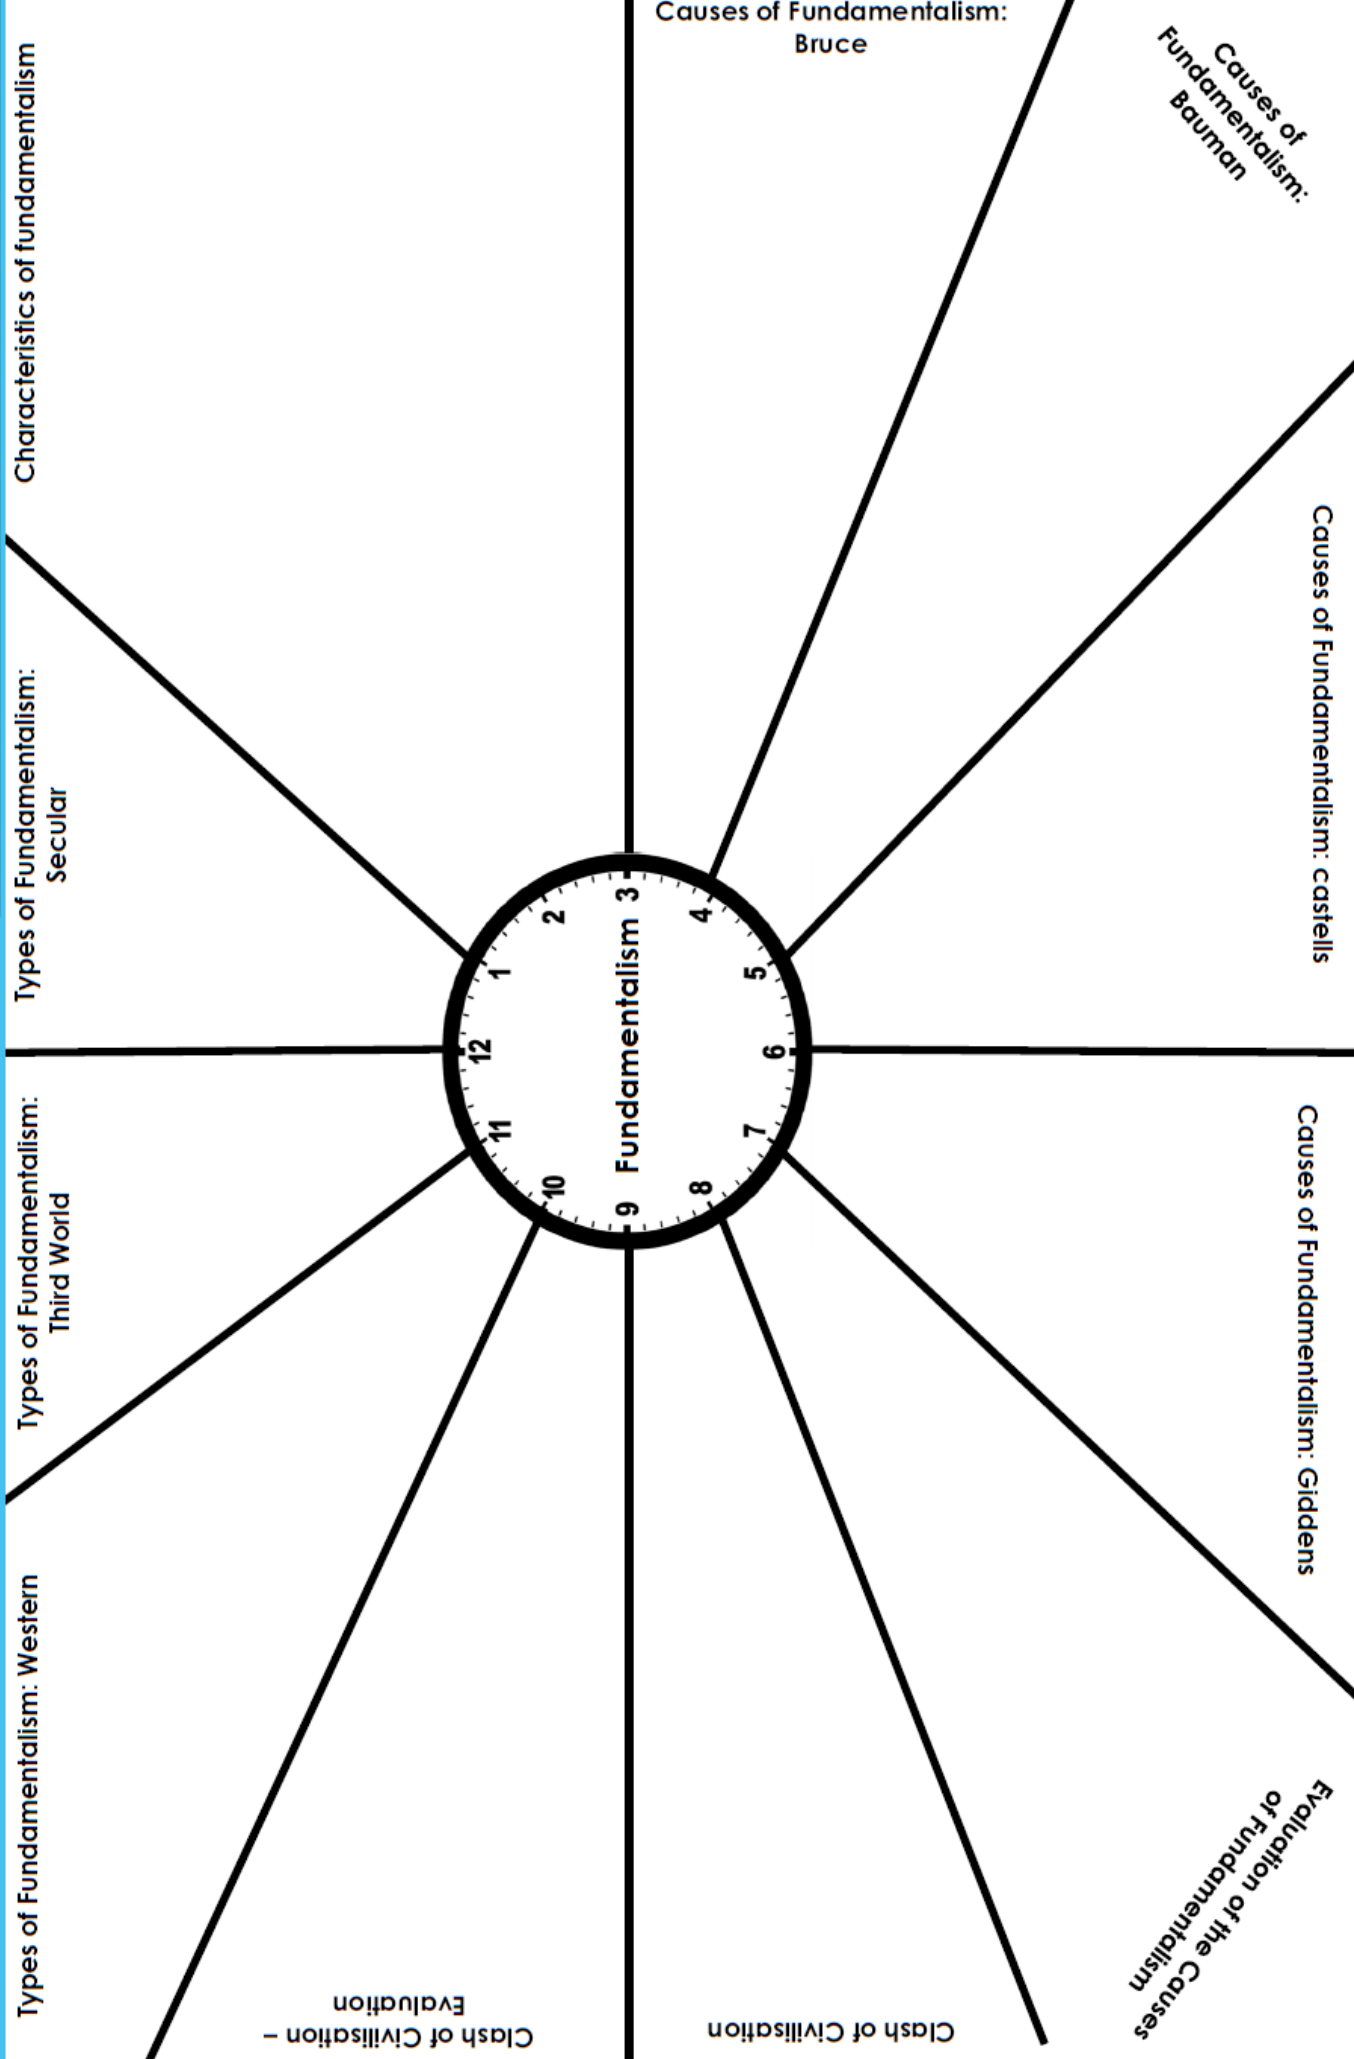 Characteristics of fundamentalism
Causes of Fundamentalism:
Bruce
Causes of
Fundamentalism:
Bauman
Causes of Fundamentalism: castells
Causes of Fundamentalism: Giddens
Evaluation of the Causes
of Fundamentalism
Clash of Civilisation
Clash of Civilisation –
Evaluation
Types of Fundamentalism: Western
Types of Fundamentalism:
Third World
Types of Fundamentalism:
Secular
Fundamentalism
12
1
2
3
4
5
6
7
8
9
10
11